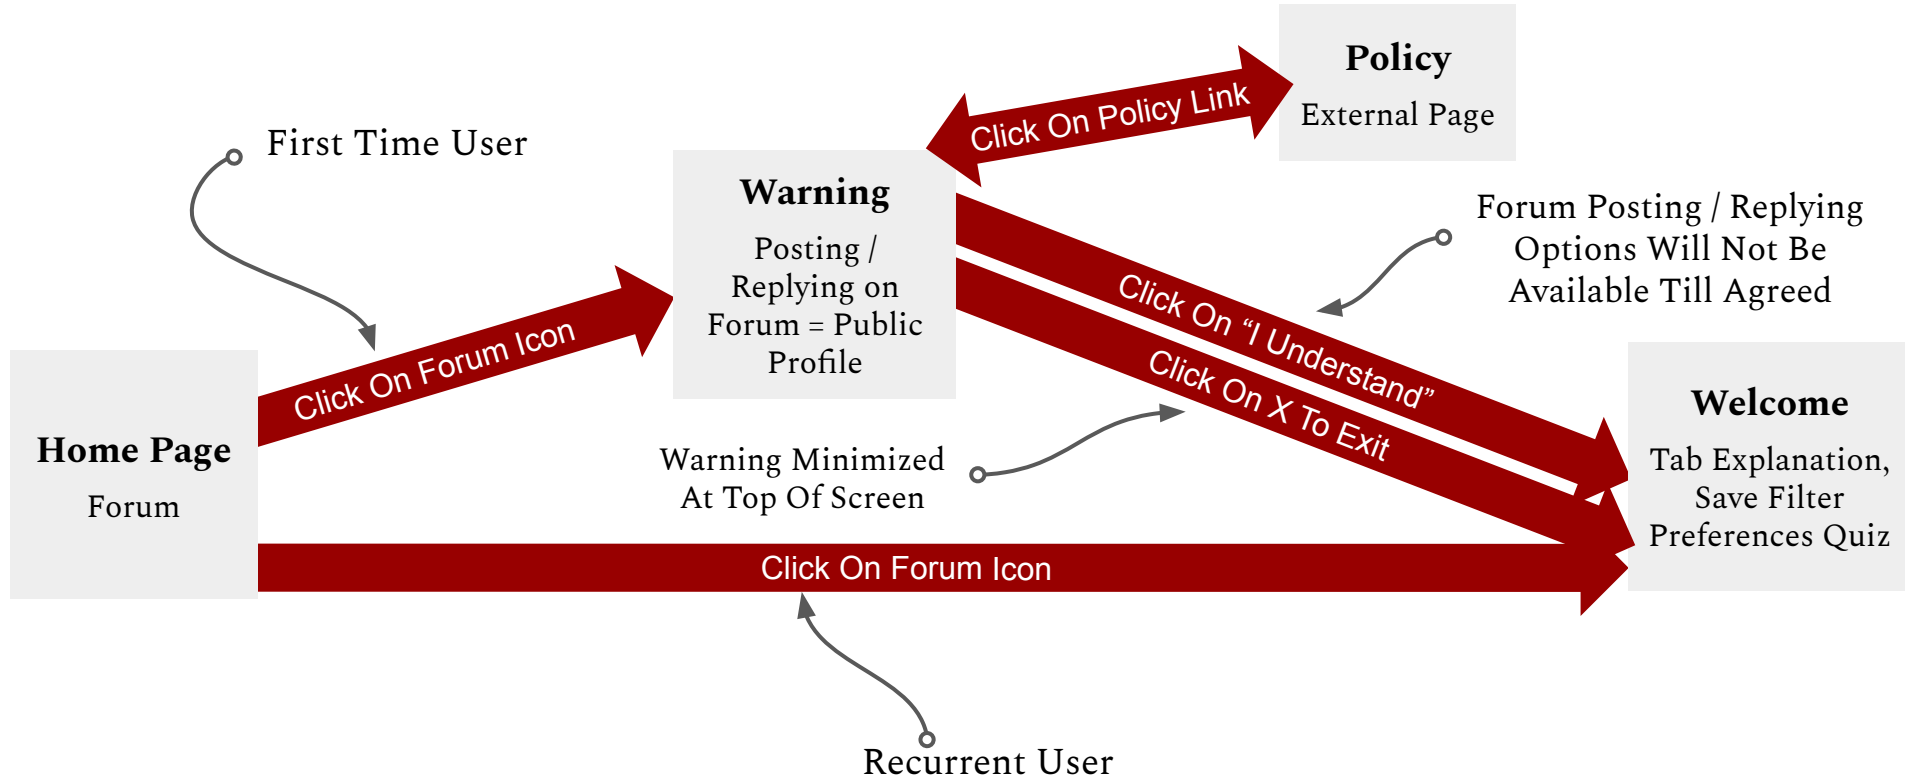 Policy
External Page
Click On Policy Link
First Time User
Warning
Posting /
Replying on
Forum = Public
Profile
Forum Posting / Replying
Options Will Not Be
Available Till Agreed
Click On “I Understand”
Click On X To Exit
Click On Forum Icon
Home Page
Forum
Warning Minimized
At Top Of Screen
Welcome
Tab Explanation,
Save Filter
Preferences Quiz
Click On Forum Icon
Recurrent User